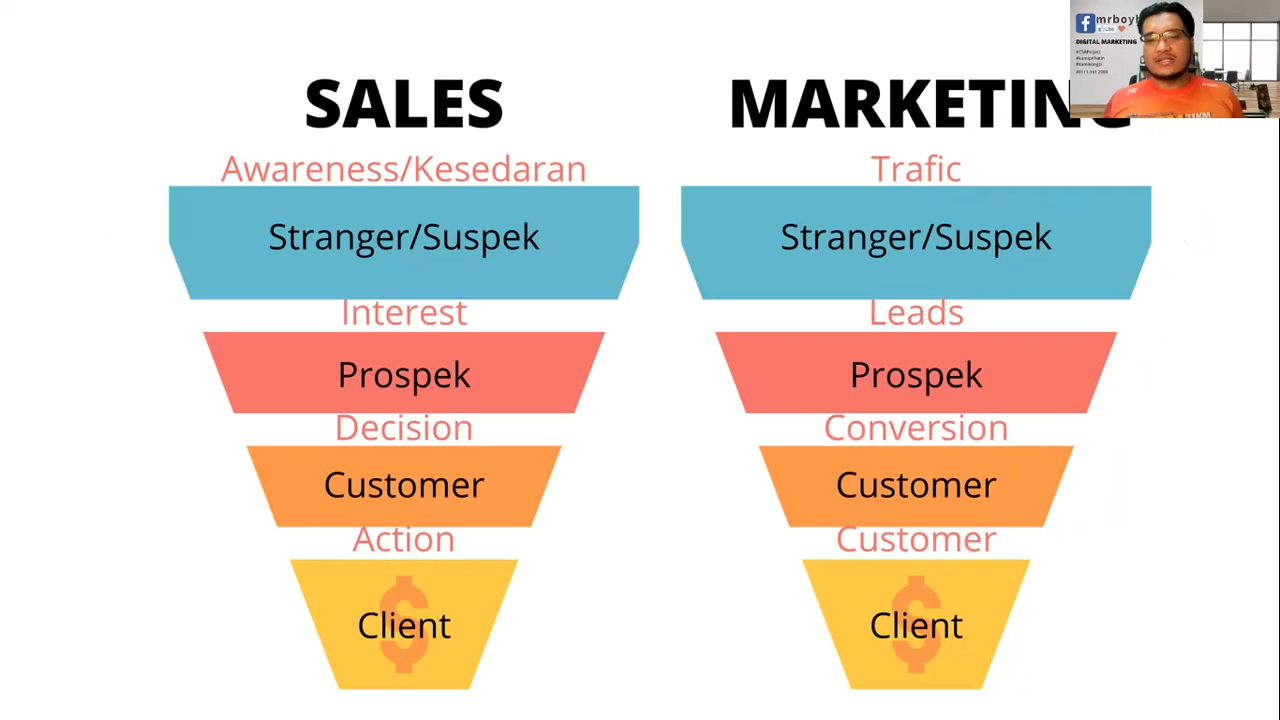 SALES
Awareness/Kesedaran
Stranger/Suspek
Interest
Prospek
Decision
Customer
Action
Client
MARKETING
Trafic
Stranger/Suspek
Leads
Prospek
Conversion
Customer
Customer
Client
mrboy
Like
DIGITAL MARKETING